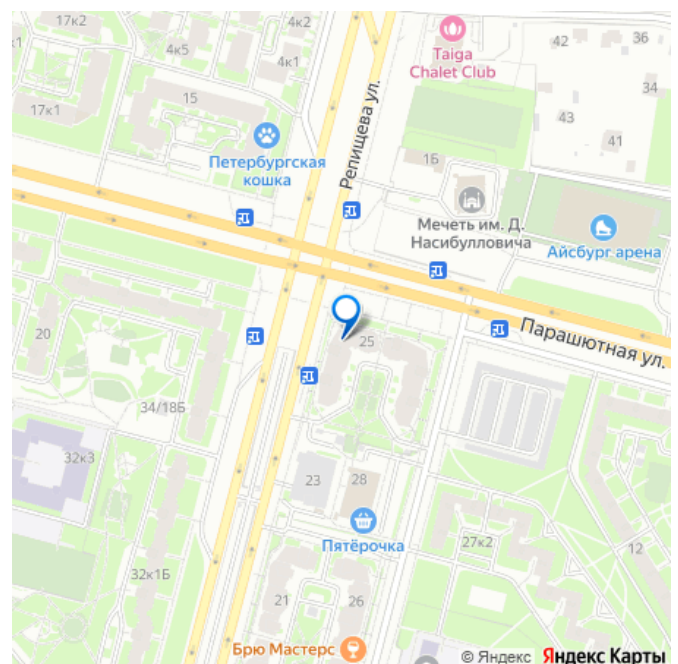 17к2
4к2
4к5
4к1
42
36
Taiga
Chalet Club
34
17к1
15
43
41
Репищева ул.
Петербургская
кошка
16
Мечеть им. Д.
Насибулловича
Айсбург арена
20
25
Парашютная ул.
34/18Б
32к3
23
28
Пятёрочка
27к2
12
32к1Б
21
26
Брю Мастерс
© Яндекс Яндекс Карты